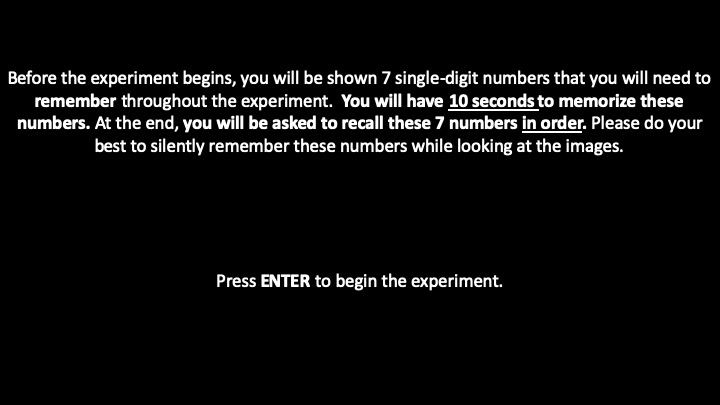 Before the experiment begins, you will be shown 7 single-digit numbers that you will need to
remember throughout the experiment.  You will have 10 seconds to memorize these
numbers. At the end, you will be asked to recall these 7 numbers in order. Please do your
best to silently remember these numbers while looking at the images.
Press ENTER to begin the experiment.